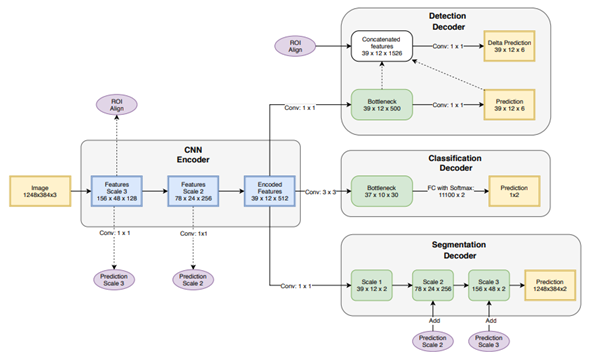 Detection
Decoder
ROI
Align
Concatenated
features
39 x 12 x 1526
Conv: 1 x 1
Delta Prediction
39 x 12 x 6
ROI
Align
Conv: 1 x 1
Bottleneck
39 x 12 x 500
Conv: 1 x 1
Prediction
39 x 12 x 6
CNN
Encoder
Image
1248x384x3
Features
Scale 3
156 x 48 x 128
Features
Scale 2
78 x 24 x 256
Encoded
Features
39 x 12 x 512
Conv: 3 x 3
Classification
Decoder
Bottleneck
37 x 10 x 30
FC with Softmax:
11100 x 2
Prediction
1x2
Conv: 1 x 1
Conv: 1x1
Prediction
Scale 3
Prediction
Scale 2
Segmentation
Decoder
Conv: 1 x 1
Scale 1
39 x 12 x 2
Scale 2
78 x 24 x 256
Scale 3
156 x 48 x 2
Prediction
1248x384x2
Add
Add
Prediction
Scale 2
Prediction
Scale 3